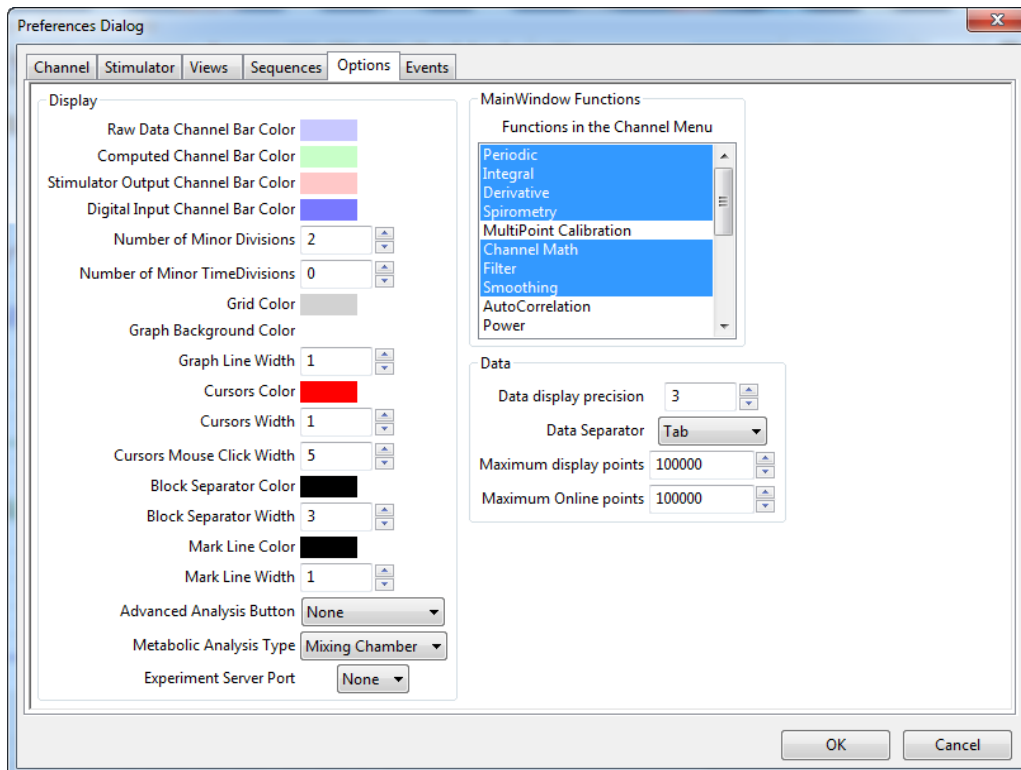 Preferences Dialog
Channel Stimulator Views Sequences Options Events
Display
Raw Data Channel Bar Color
Computed Channel Bar Color
Stimulator Output Channel Bar Color
Digital Input Channel Bar Color
Number of Minor Divisions 2
Number of Minor TimeDivisions 0
Grid Color
Graph Background Color
Graph Line Width 1
Cursors Color
Cursors Width 1
Cursors Mouse Click Width 5
Block Separator Color
Block Separator Width 3
Mark Line Color
Mark Line Width 1
Advanced Analysis Button None
Metabolic Analysis Type Mixing Chamber
Experiment Server Port None
MainWindow Functions
Functions in the Channel Menu
Periodic
Integral
Derivative
Spirometry
MultiPoint Calibration
Channel Math
Filter
Smoothing
AutoCorrelation
Power
Data
Data display precision 3
Data Separator Tab
Maximum display points 100000
Maximum Online points 100000
OK Cancel